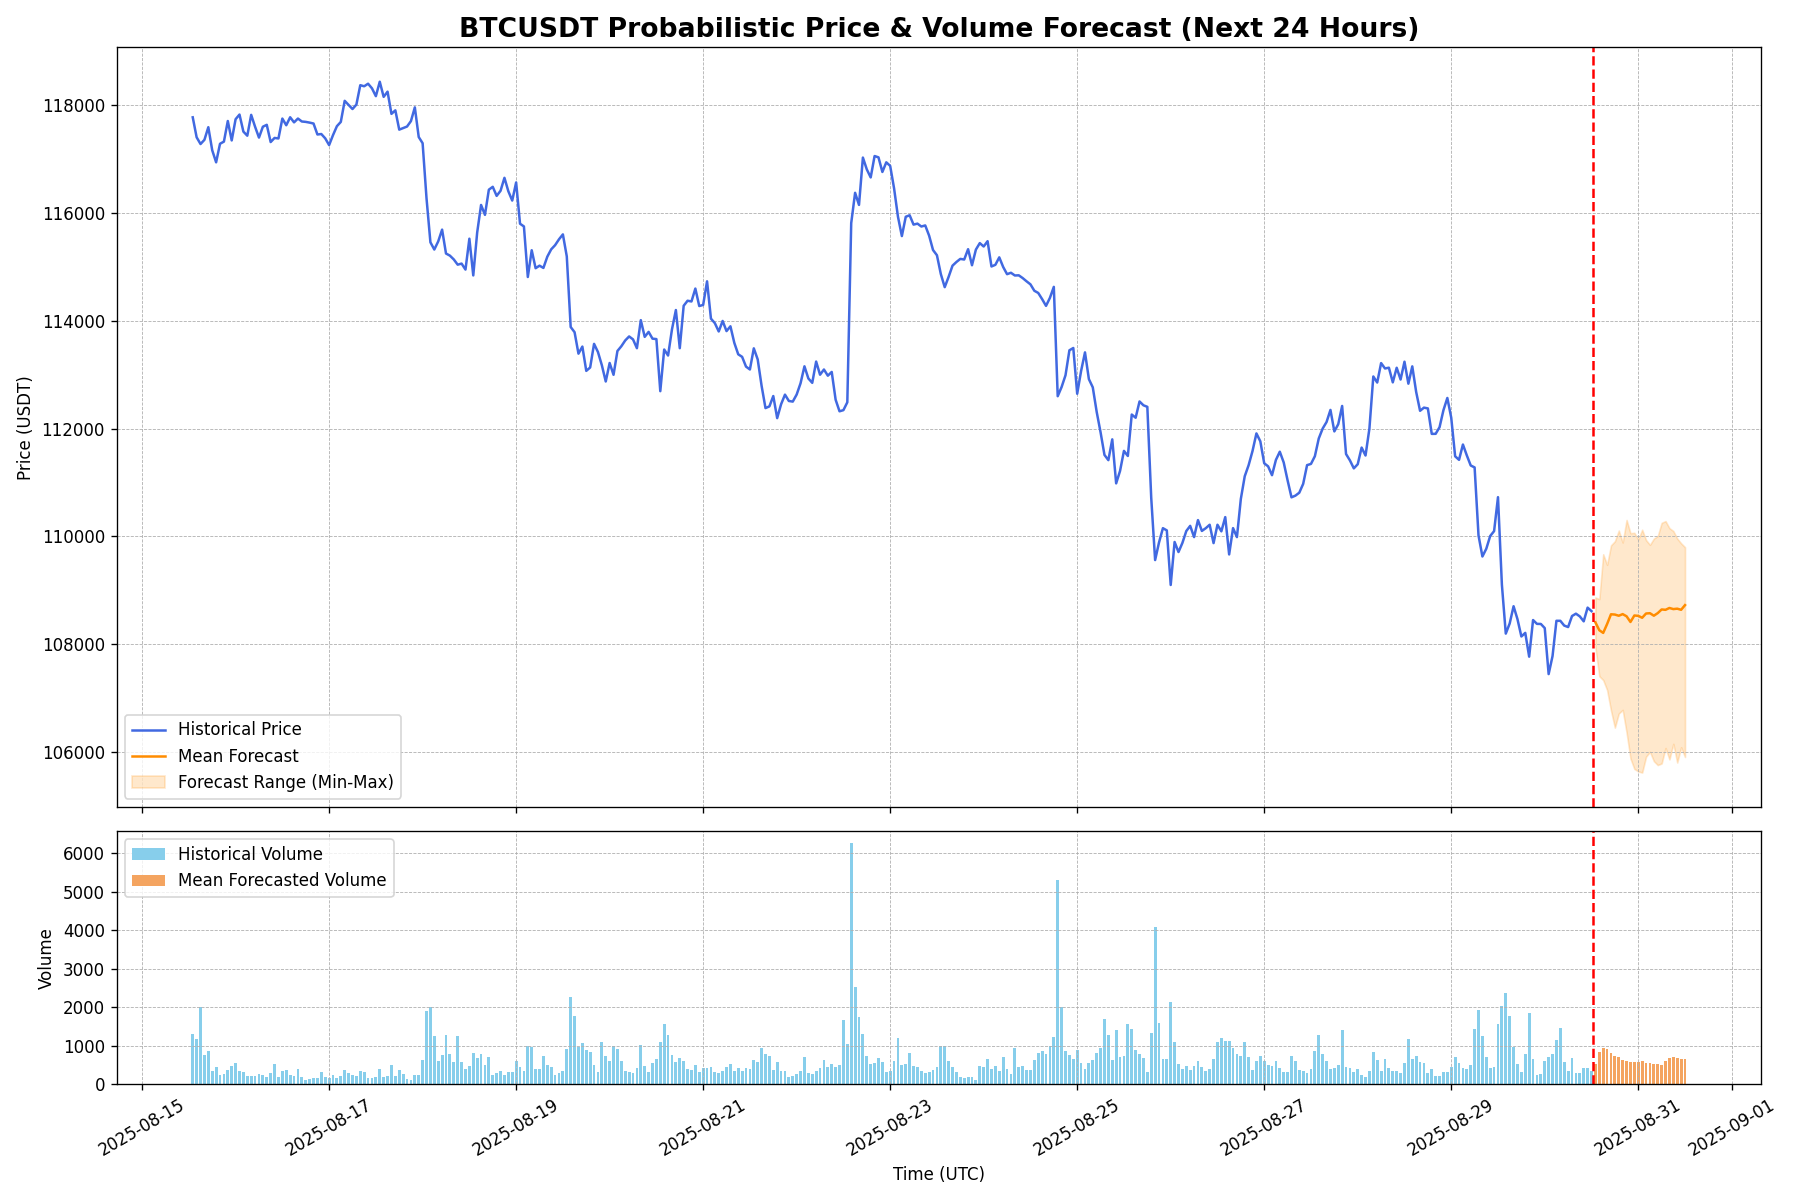 BTCUSDT Probabilistic Price & Volume Forecast (Next 24 Hours)
Price (USDT)
118000
116000
114000
112000
110000
108000
106000
Historical Price
Mean Forecast
Forecast Range (Min-Max)
Volume
6000
5000
4000
3000
2000
1000
0
Historical Volume
Mean Forecasted Volume
2025-08-15
2025-08-17
2025-08-19
2025-08-21
2025-08-23
2025-08-25
2025-08-27
2025-08-29
2025-08-31
2025-09-01
Time (UTC)